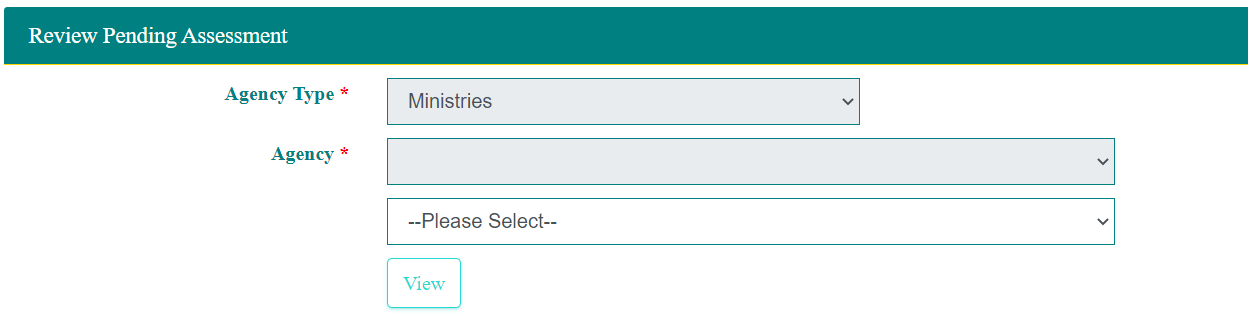 Review Pending Assessment
Agency Type * Ministries
Agency *
--Please Select--
View